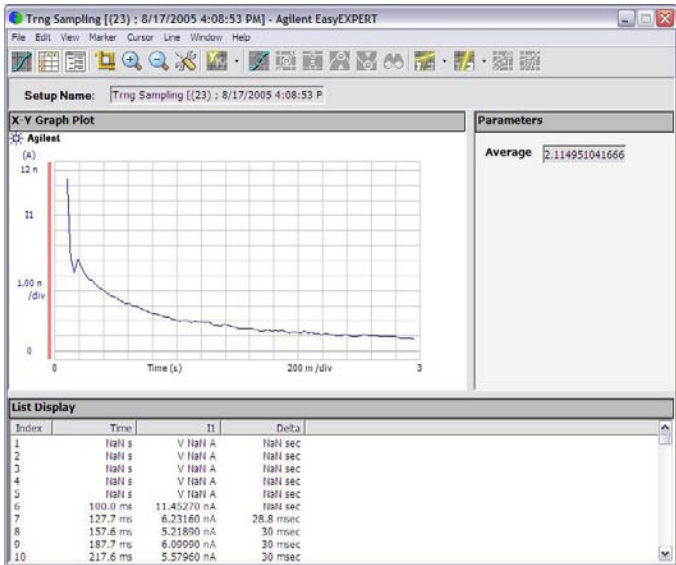 Trng Sampling [(23) ; 8/17/2005 4:08:53 PM] - Agilent EasyEXPERT
File Edit View Marker Cursor Line Window Help
Setup Name: Trng Sampling [(23) ; 8/17/2005 4:08:53 P
X-Y Graph Plot
Parameters
Agilent
Average 2.114951041666
(A)
12 n
I1
1.00 n
/div
0
0 Time (s) 200 m /div 3
List Display
Index Time I1 Delta
1 NaN s V NaN A NaN sec
2 NaN s V NaN A NaN sec
3 NaN s V NaN A NaN sec
4 NaN s V NaN A NaN sec
5 NaN s V NaN A NaN sec
6 100.0 ms 11.45270 nA NaN sec
7 127.7 ms 6.23160 nA 28.8 msec
8 157.6 ms 5.21890 nA 30 msec
9 187.7 ms 6.09990 nA 30 msec
10 217.6 ms 5.57960 nA 30 msec